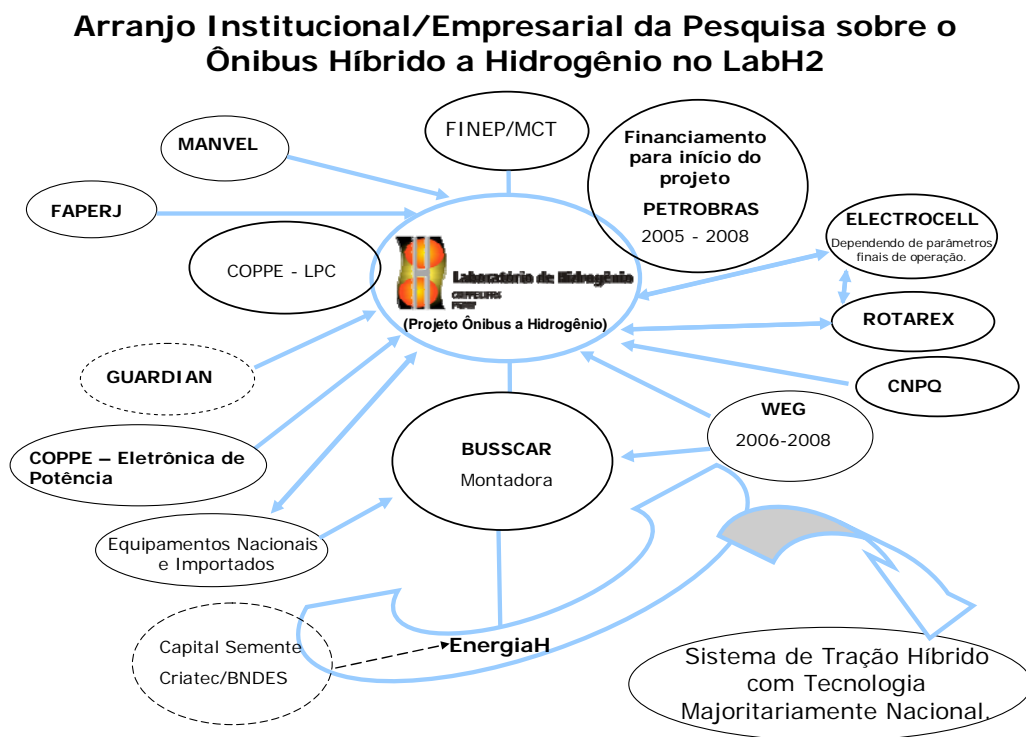 Arranjo Institucional/Empresarial da Pesquisa sobre o
Ônibus Híbrido a Hidrogênio no LabH2
FINEP/MCT
MANVEL
Financiamento
para início do
projeto
PETROBRAS
2005 - 2008
FAPERJ
ELECTROCELL
Dependendo de parâmetros
finais de operação.
COPPE - LPC
Laboratório de Hidrogênio
COPPE/UFRJ
(Projeto Ônibus a Hidrogênio)
ROTAREX
GUARDIAN
CNPQ
WEG
2006-2008
BUSSCAR
Montadora
COPPE – Eletrônica de
Potência
Equipamentos Nacionais
e Importados
Capital Semente
Criatec/BNDES
EnergiaH
Sistema de Tração Híbrido
com Tecnologia
Majoritariamente Nacional.